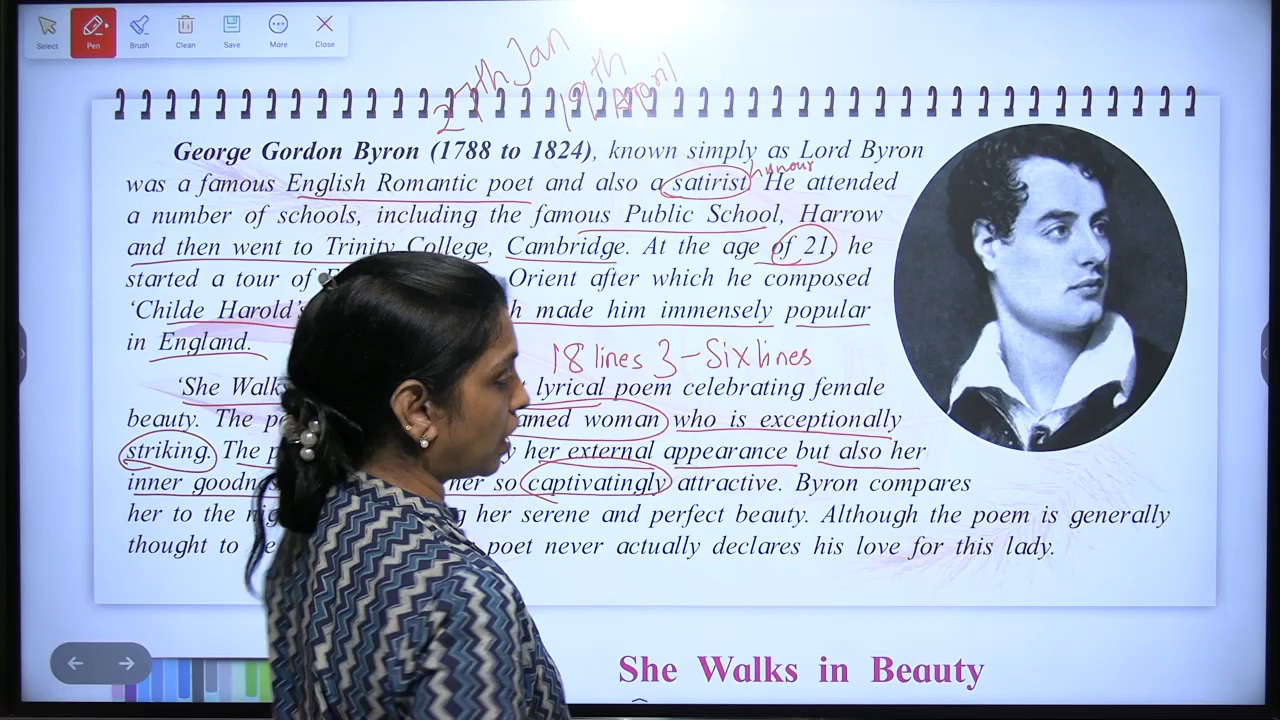 Select Pen Brush Clean Save More Close
27th Jan
19th April
George Gordon Byron (1788 to 1824), known simply as Lord Byron
humour
was a famous English Romantic poet and also a satirist He attended
a number of schools, including the famous Public School, Harrow
and then went to Trinity College, Cambridge. At the age of 21, he
started a tour of Orient after which he composed
‘Childe Harold’s made him immensely popular
in England.
18 lines 3 - Six lines
‘She Walks lyrical poem celebrating female
beauty. The woman who is exceptionally
striking. The her external appearance but also her
inner her so captivatingly attractive. Byron compares
her to the her serene and perfect beauty. Although the poem is generally
thought to poet never actually declares his love for this lady.
She Walks in Beauty